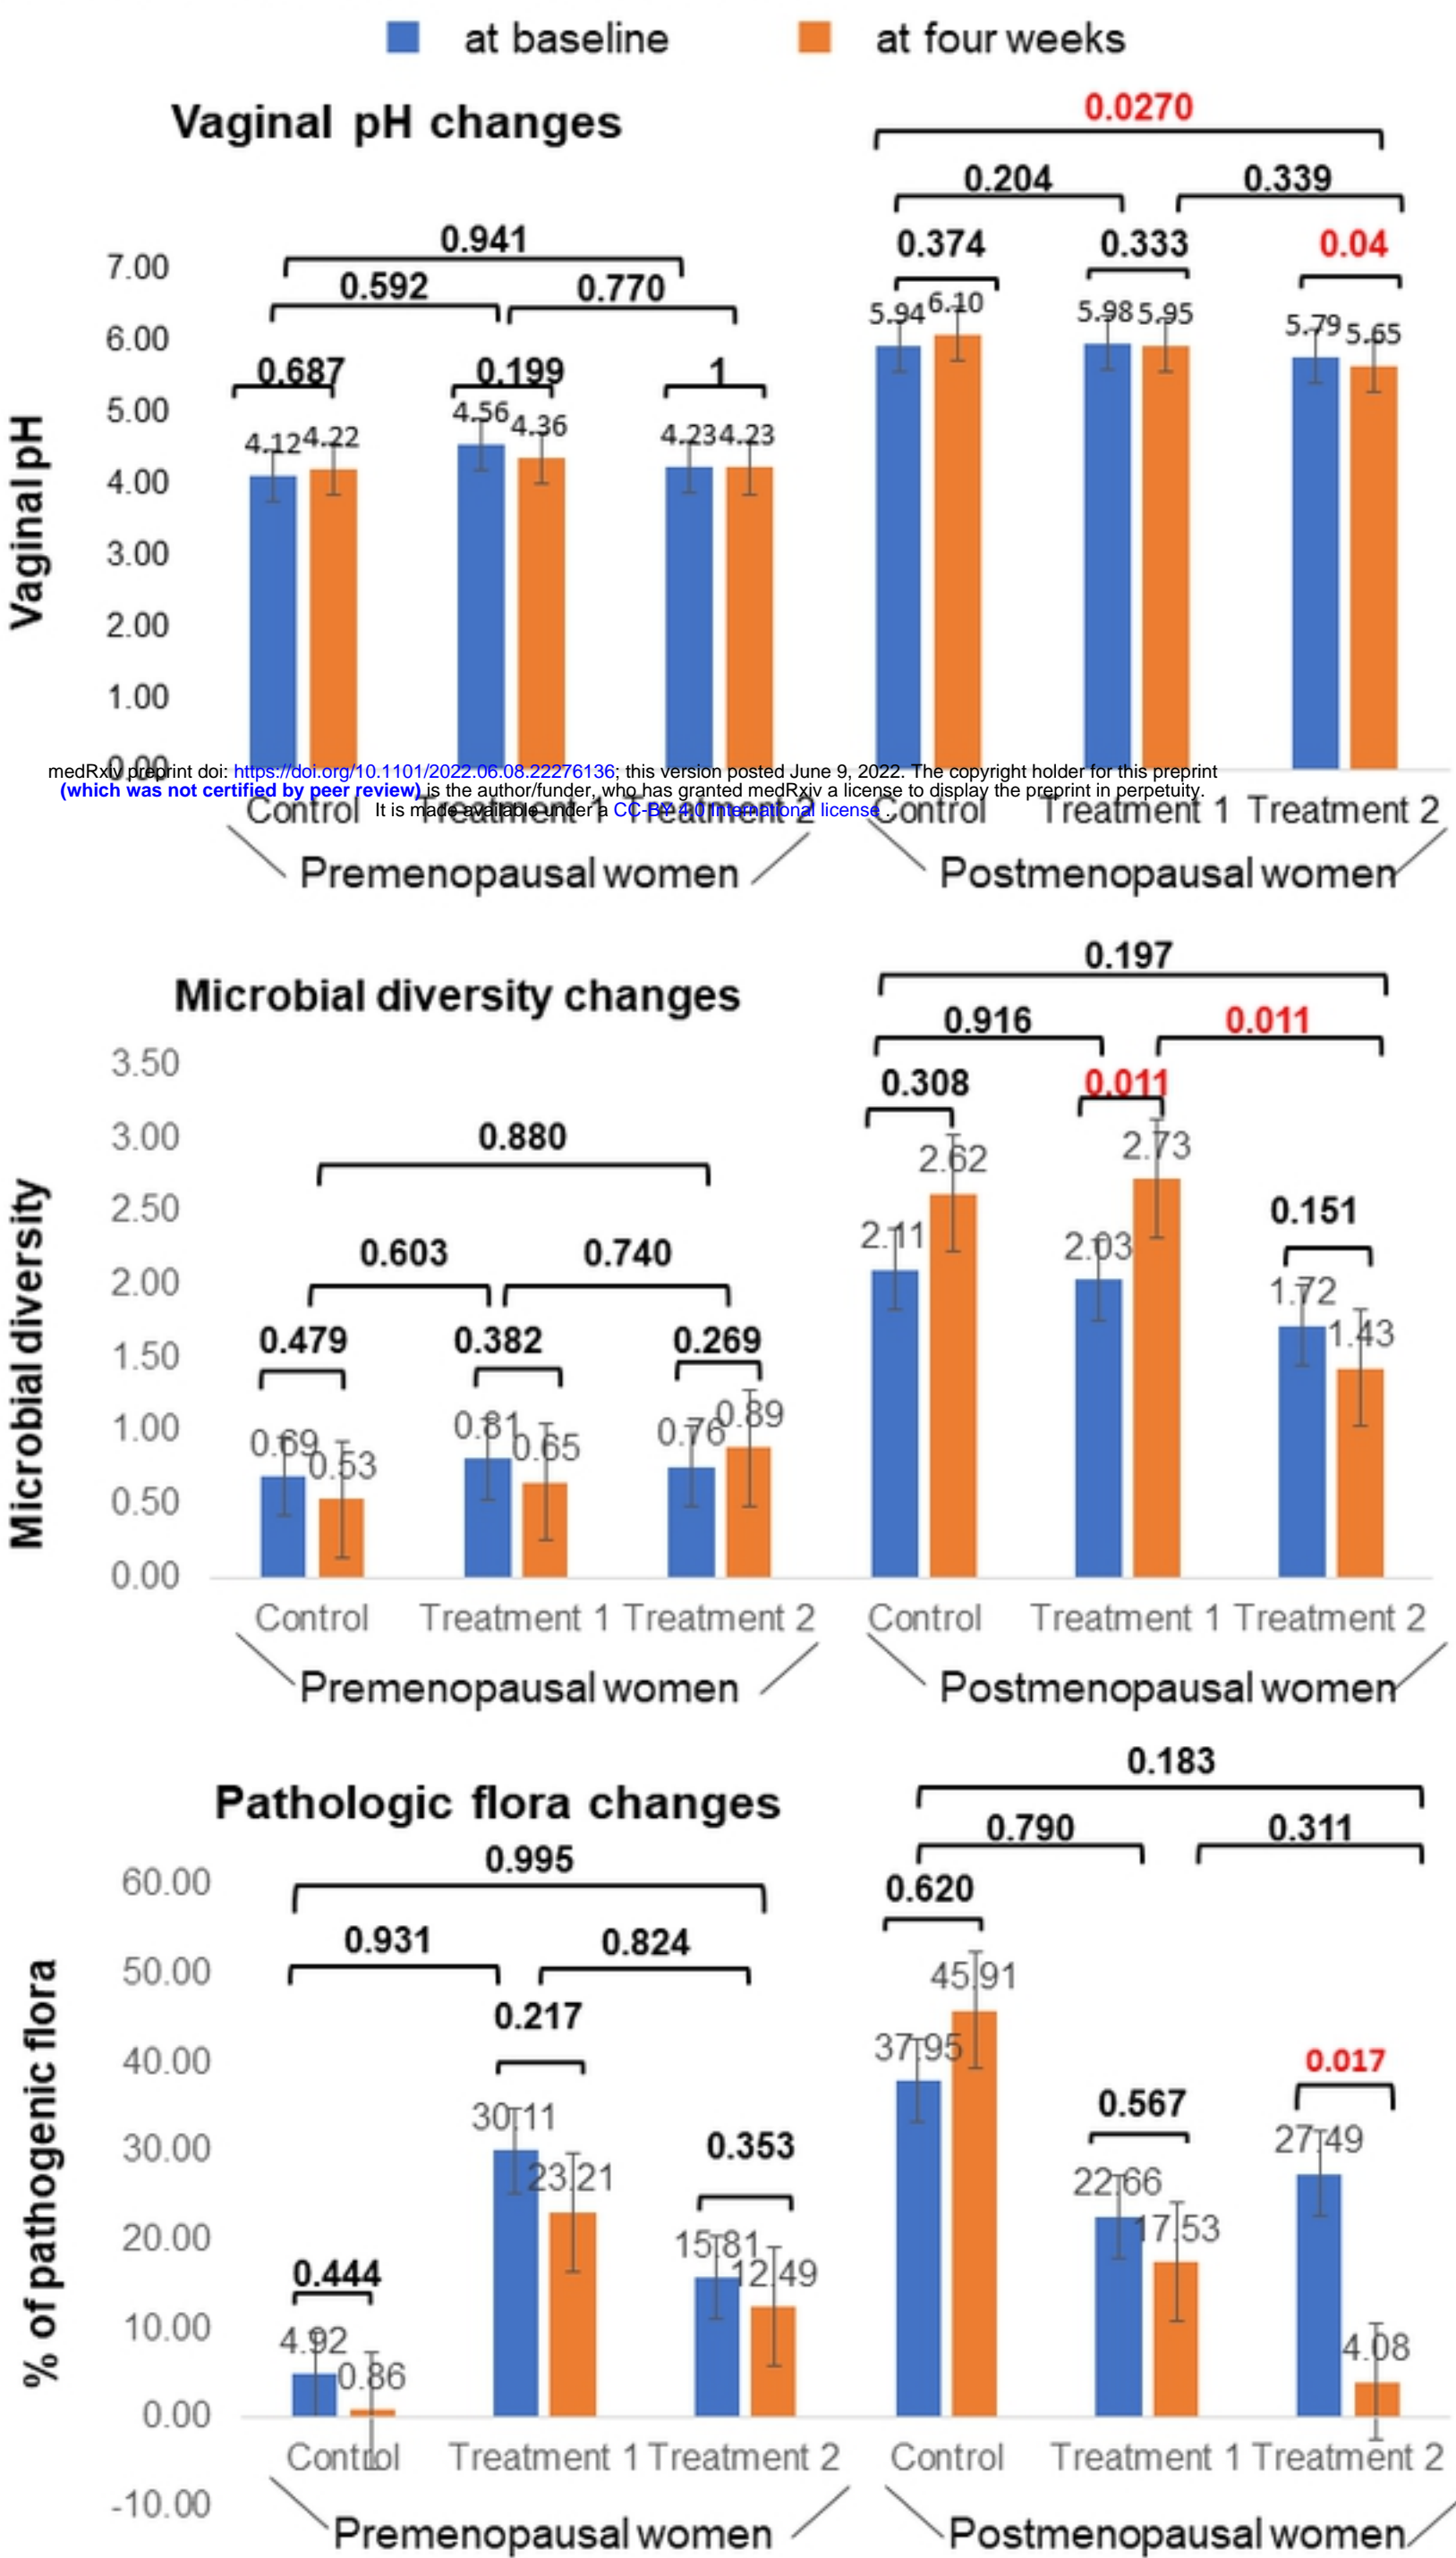 at baseline at four weeks
Vaginal pH changes
0.0270
0.204 0.339
0.941
0.374 0.333 0.04
7.00
0.592 0.770
5.94 6.10 5.98 5.95 5.79 5.65
6.00
0.687 0.199 1
5.00
4.12 4.22 4.56 4.36 4.23 4.23
4.00
3.00
2.00
1.00
0.00
Vaginal pH
medRxiv preprint doi: https://doi.org/10.1101/2022.06.08.22276136; this version posted June 9, 2022. The copyright holder for this preprint
(which was not certified by peer review) is the author/funder, who has granted medRxiv a license to display the preprint in perpetuity.
It is made available under a CC-BY 4.0 International license .
Control Treatment 1 Treatment 2 Control Treatment 1 Treatment 2
Premenopausal women Postmenopausal women
0.197
Microbial diversity changes
0.916 0.011
3.50
0.308 0.011
3.00
0.880
2.62 2.73
2.50
0.151
0.603 0.740
2.11 2.03
2.00
1.72 1.43
0.479 0.382 0.269
1.50
1.00
0.69 0.53 0.81 0.65 0.76 0.89
0.50
0.00
Microbial diversity
Control Treatment 1 Treatment 2 Control Treatment 1 Treatment 2
Premenopausal women Postmenopausal women
0.183
Pathologic flora changes
0.790 0.311
0.995
60.00
0.620
0.931 0.824
50.00
45.91
0.217
37.95
40.00
0.017
0.567
30.11
27.49
0.353
30.00
23.21 22.66
17.53
20.00
15.81 12.49
0.444
10.00
4.92 0.86 4.08
0.00
-10.00
% of pathogenic flora
Control Treatment 1 Treatment 2 Control Treatment 1 Treatment 2
Premenopausal women Postmenopausal women